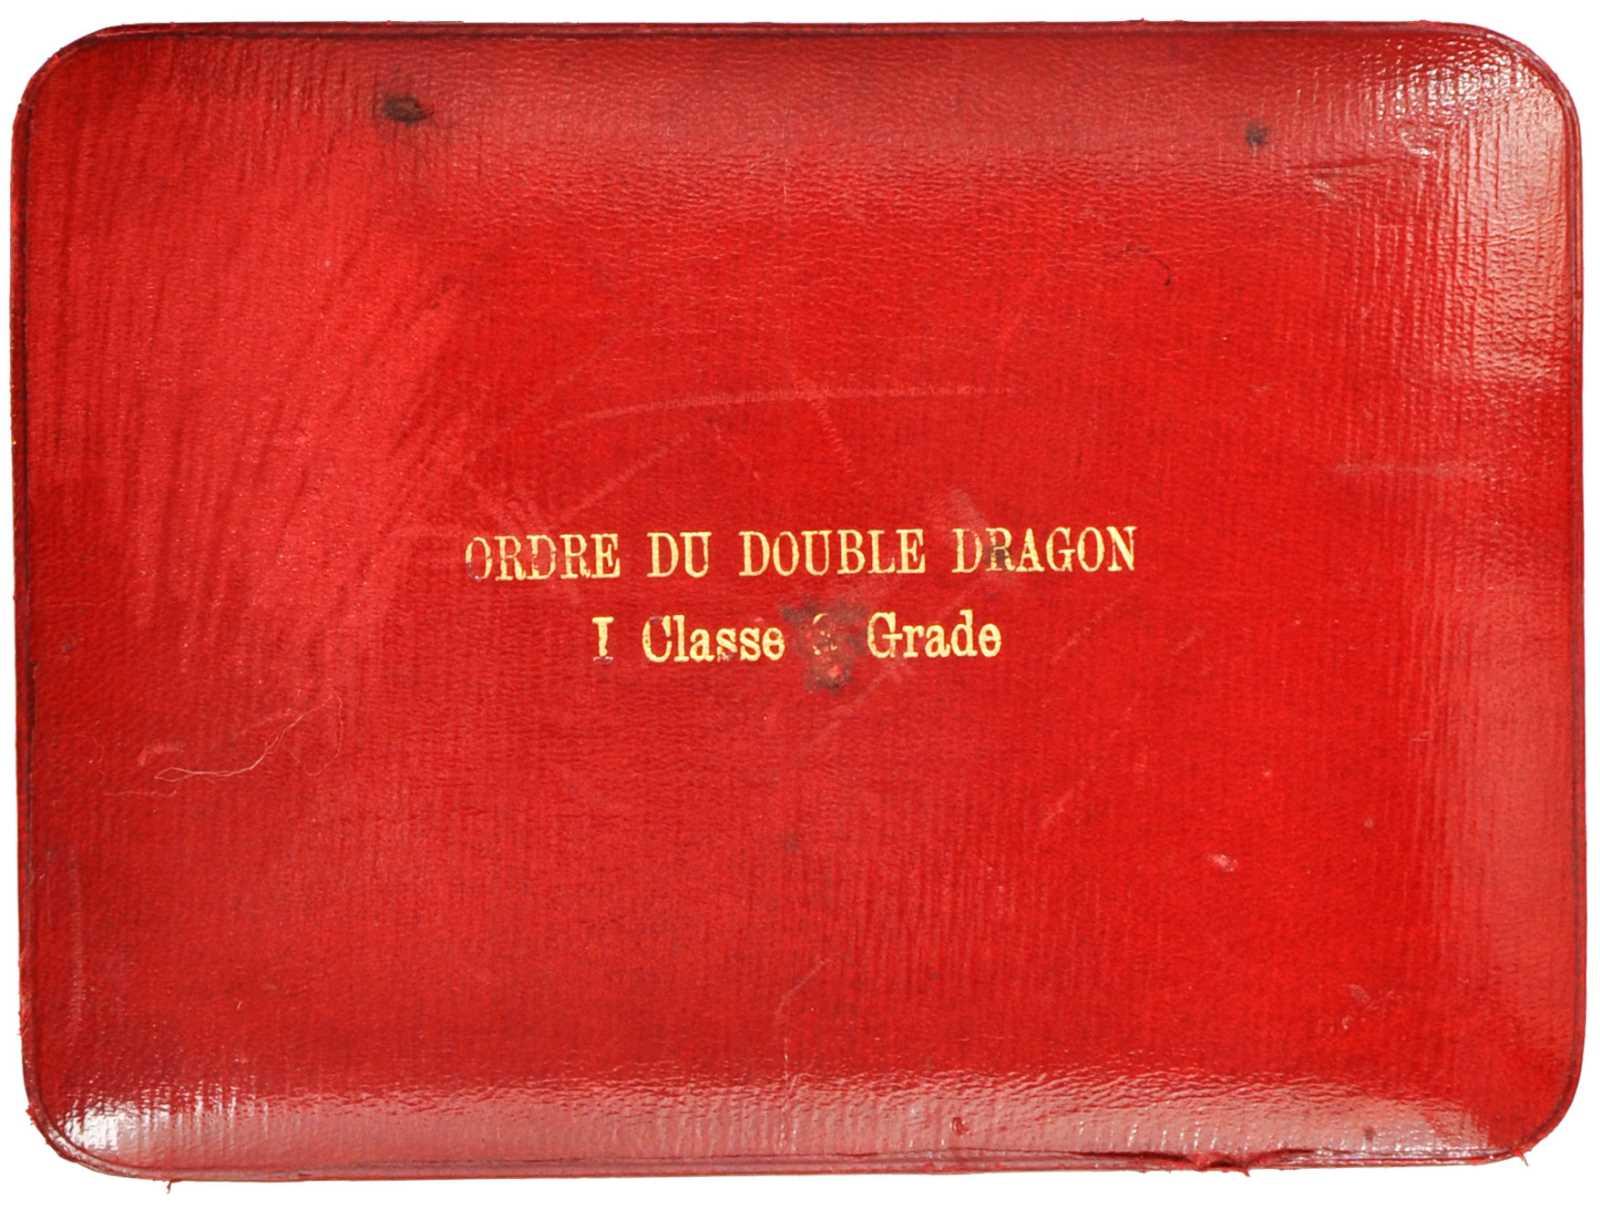 ORDRE DU DOUBLE DRAGON
I Classe Grade